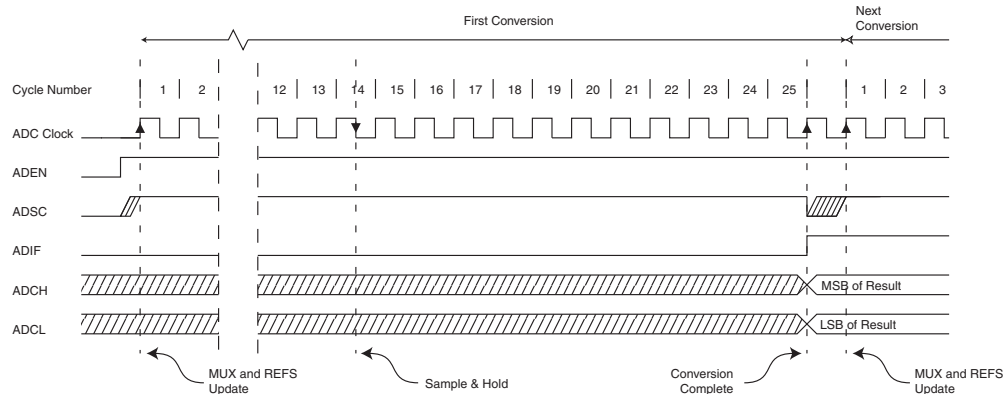 First Conversion
Next
Conversion
Cycle Number 1 2 12 13 14 15 16 17 18 19 20 21 22 23 24 25 1 2 3
ADC Clock
ADEN
ADSC
ADIF
ADCH MSB of Result
ADCL LSB of Result
MUX and REFS
Update
Sample & Hold
Conversion
Complete
MUX and REFS
Update